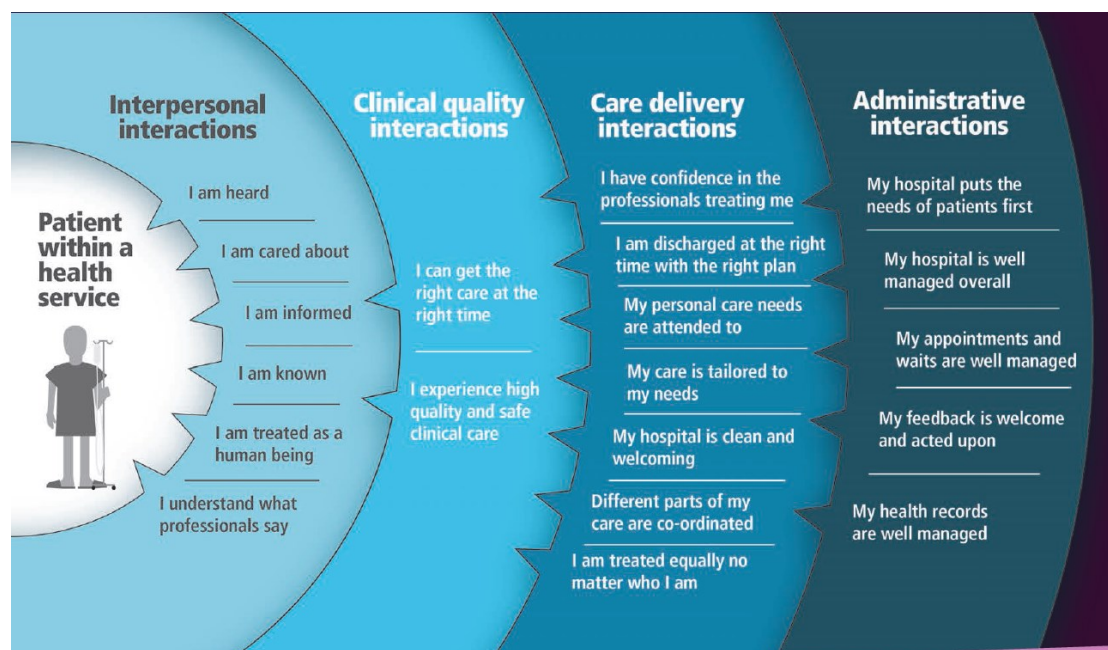 Patient
within a
health
service
Interpersonal
interactions
I am heard
I am cared about
I am informed
I am known
I am treated as a
human being
I understand what
professionals say
Clinical quality
interactions
I can get the
right care at the
right time
I experience high
quality and safe
clinical care
Care delivery
interactions
I have confidence in the
professionals treating me
I am discharged at the right
time with the right plan
My personal care needs
are attended to
My care is tailored to
my needs
My hospital is clean and
welcoming
Different parts of my
care are co-ordinated
I am treated equally no
matter who I am
Administrative
interactions
My hospital puts the
needs of patients first
My hospital is well
managed overall
My appointments and
waits are well managed
My feedback is welcome
and acted upon
My health records
are well managed